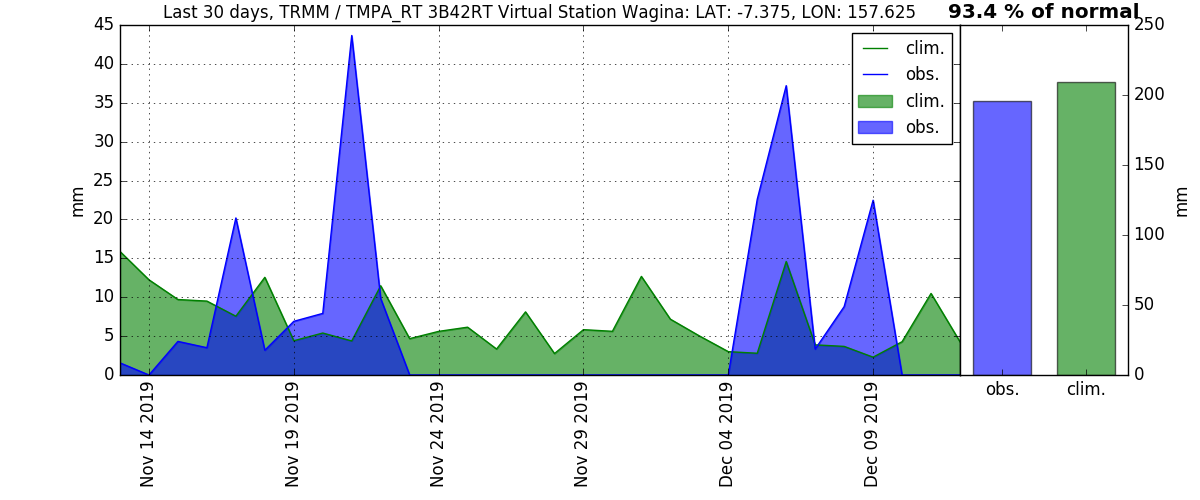 Last 30 days, TRMM / TMPA_RT 3B42RT Virtual Station Wagina: LAT: -7.375, LON: 157.625
93.4 % of normal
45
40
35
30
25
20
15
10
5
0
mm
clim.
obs.
clim.
obs.
Nov 14 2019
Nov 19 2019
Nov 24 2019
Nov 29 2019
Dec 04 2019
Dec 09 2019
250
200
150
100
50
0
mm
obs.
clim.